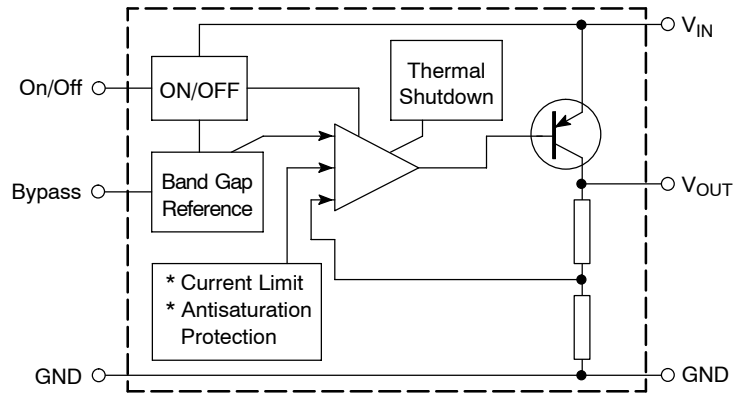 V_IN
Thermal
Shutdown
On/Off
ON/OFF
Band Gap
Reference
Bypass
V_OUT
* Current Limit
* Antisaturation
Protection
GND
GND